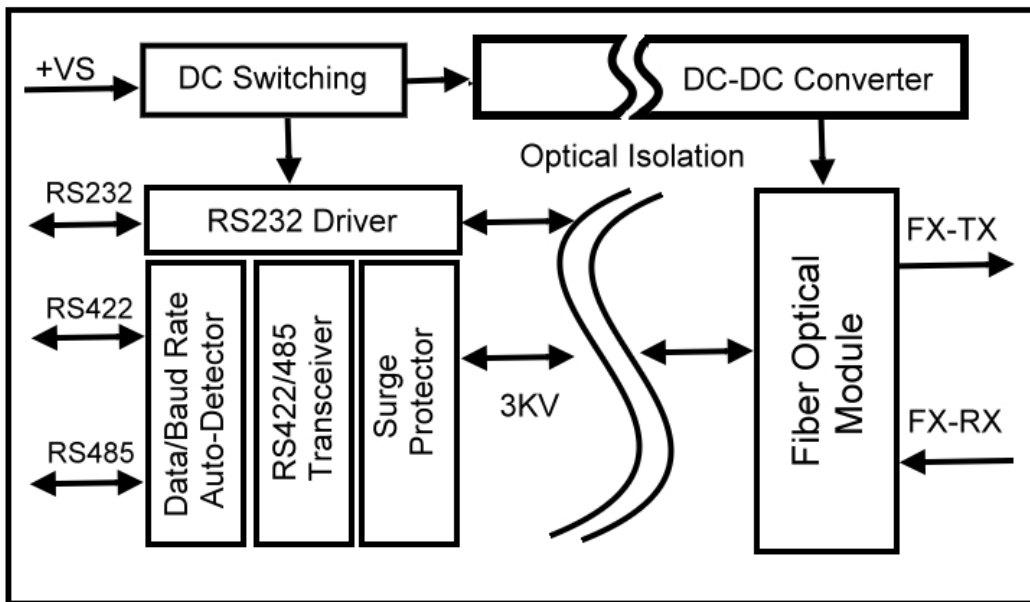 +VS
DC Switching
DC-DC Converter
Optical Isolation
RS232
RS232 Driver
FX-TX
RS422
Data/Baud Rate
Auto-Detector
RS422/485
Transceiver
Surge
Protector
3KV
Fiber Optical
Module
RS485
FX-RX